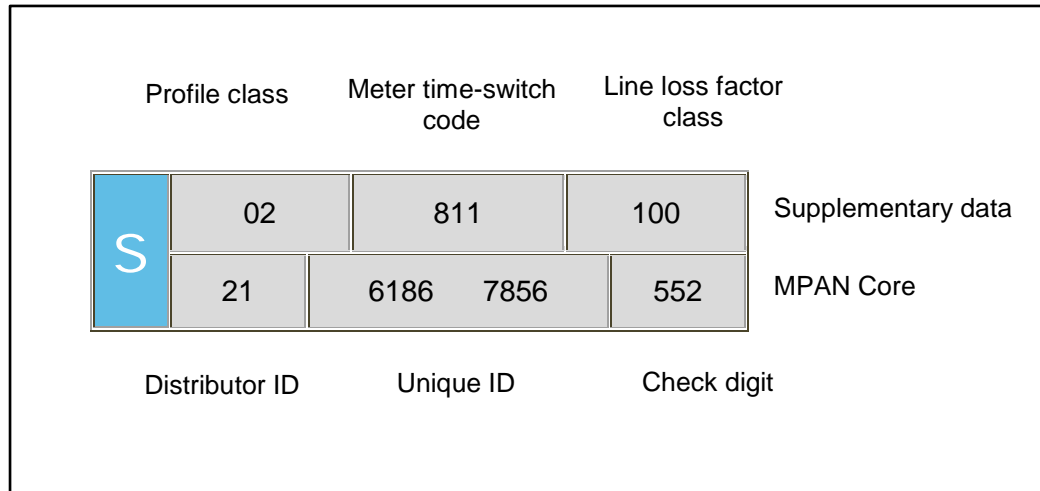 Profile class
Meter time-switch
code
Line loss factor
class
S
02 811 100
Supplementary data
21 6186 7856 552
MPAN Core
Distributor ID
Unique ID
Check digit